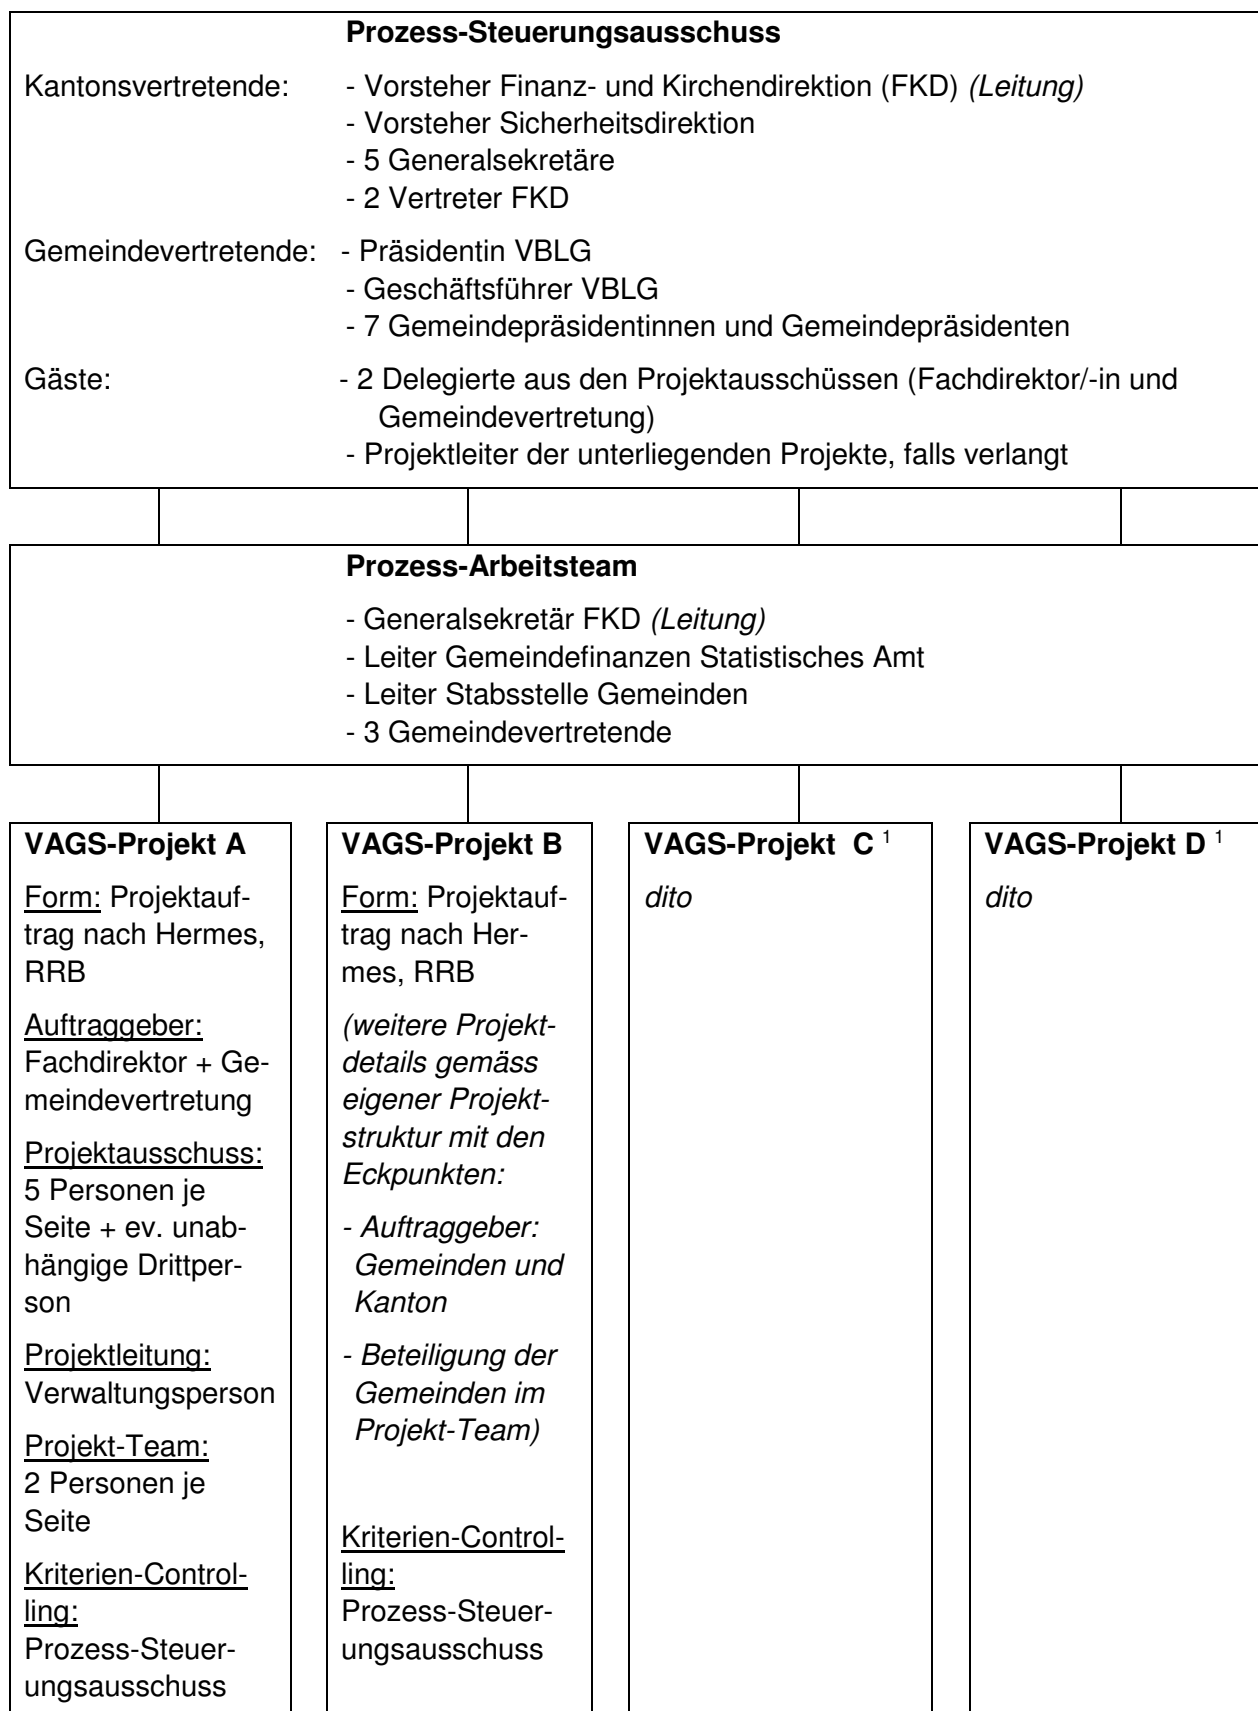 Prozess-Steuerungsausschuss
Kantonsvertretende: - Vorsteher Finanz- und Kirchendirektion (FKD) (Leitung)
- Vorsteher Sicherheitsdirektion
- 5 Generalsekretäre
- 2 Vertreter FKD
Gemeindevertretende: - Präsidentin VBLG
- Geschäftsführer VBLG
- 7 Gemeindepräsidentinnen und Gemeindepräsidenten
Gäste: - 2 Delegierte aus den Projektausschüssen (Fachdirektor/-in und
Gemeindevertretung)
- Projektleiter der unterliegenden Projekte, falls verlangt
Prozess-Arbeitsteam
- Generalsekretär FKD (Leitung)
- Leiter Gemeindefinanzen Statistisches Amt
- Leiter Stabsstelle Gemeinden
- 3 Gemeindevertretende
VAGS-Projekt A
Form: Projektauf-
trag nach Hermes,
RRB
Auftraggeber:
Fachdirektor + Ge-
meindevertretung
Projektausschuss:
5 Personen je
Seite + ev. unab-
hängige Drittper-
son
Projektleitung:
Verwaltungsperson
Projekt-Team:
2 Personen je
Seite
Kriterien-Control-
ling:
Prozess-Steuer-
ungsausschuss
VAGS-Projekt B
Form: Projektauf-
trag nach Her-
mes, RRB
(weitere Projekt-
details gemäss
eigener Projekt-
struktur mit den
Eckpunkten:
- Auftraggeber:
Gemeinden und
Kanton
- Beteiligung der
Gemeinden im
Projekt-Team)
Kriterien-Control-
ling:
Prozess-Steuer-
ungsausschuss
VAGS-Projekt C ¹
dito
VAGS-Projekt D ¹
dito